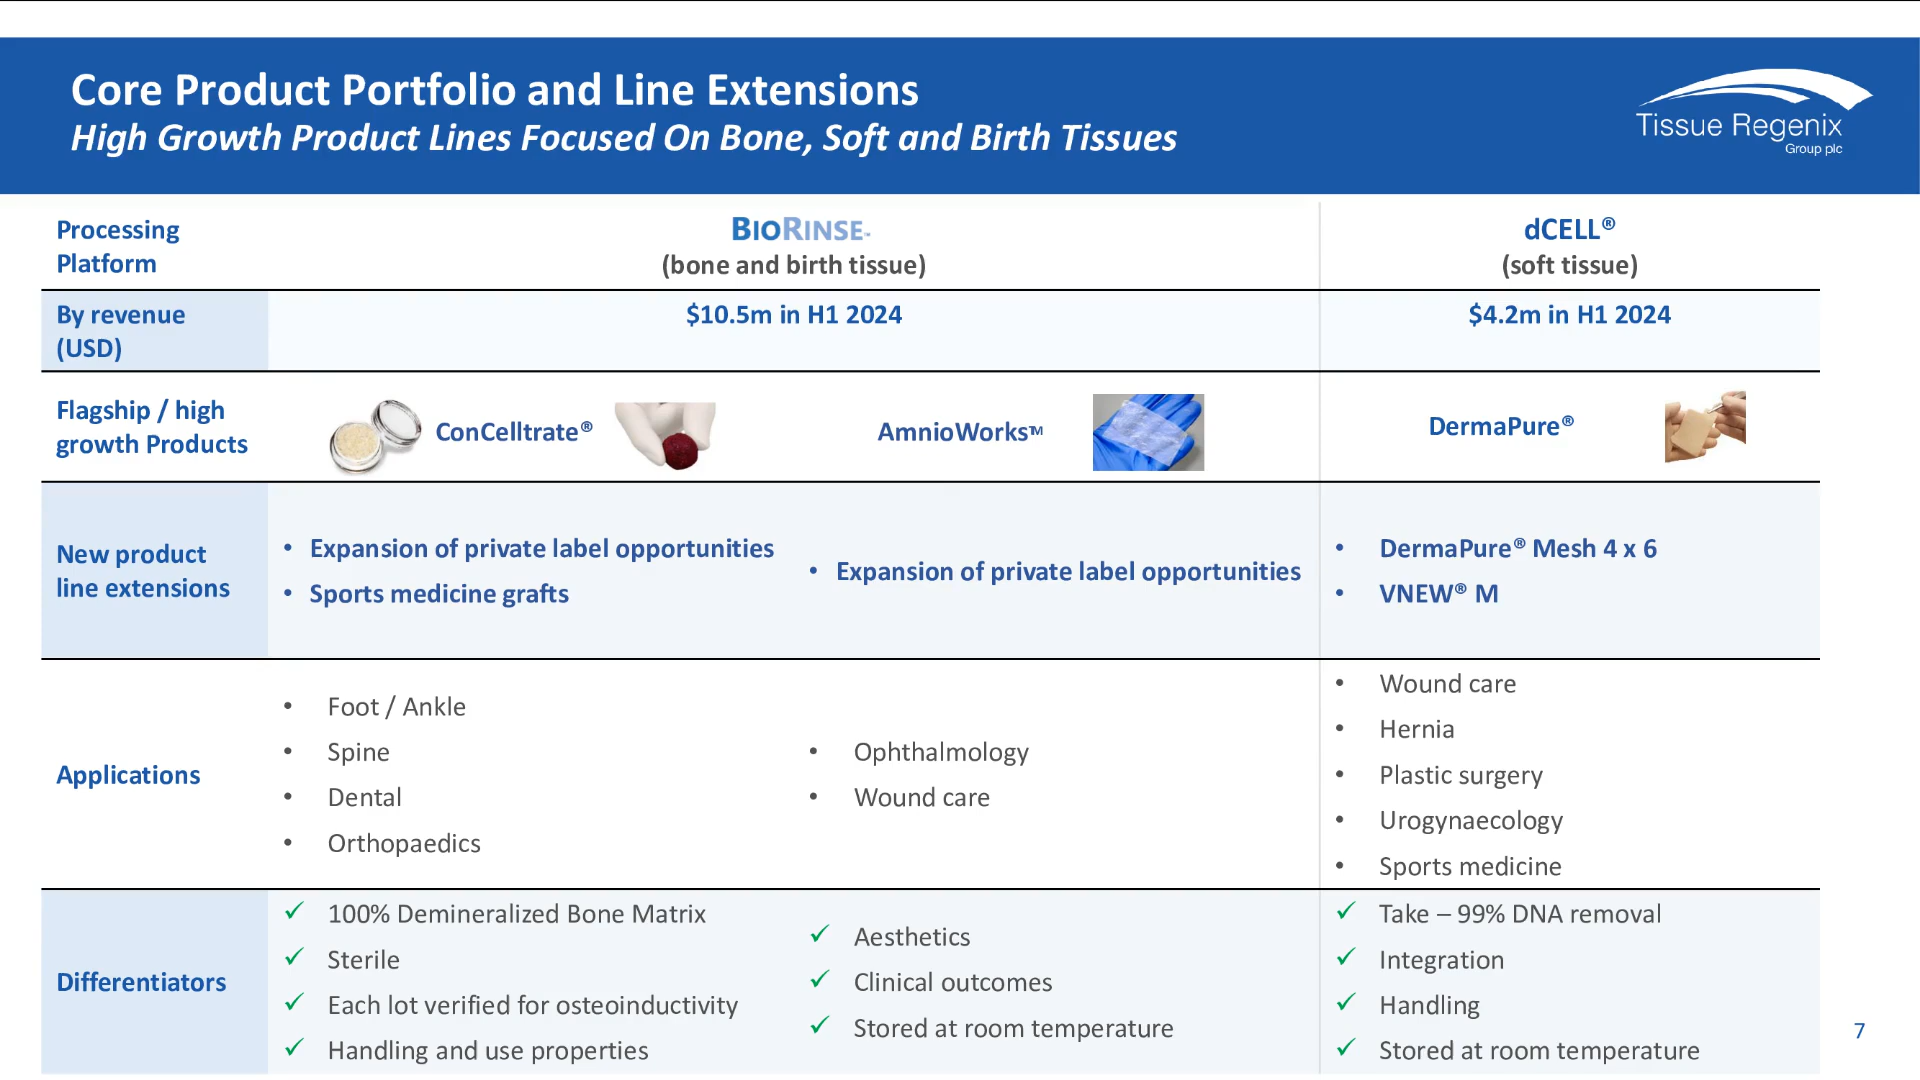 Core Product Portfolio and Line Extensions
High Growth Product Lines Focused On Bone, Soft and Birth Tissues
Tissue Regenix
Group plc
Processing
Platform
BIORINSE™
(bone and birth tissue)
dCELL®
(soft tissue)
By revenue
(USD)
$10.5m in H1 2024
$4.2m in H1 2024
Flagship / high
growth Products
ConCelltrate®
AmnioWorks™
DermaPure®
New product
line extensions
• Expansion of private label opportunities
• Sports medicine grafts
• Expansion of private label opportunities
• DermaPure® Mesh 4 x 6
• VNEW® M
Applications
• Foot / Ankle
• Spine
• Dental
• Orthopaedics
• Ophthalmology
• Wound care
• Wound care
• Hernia
• Plastic surgery
• Urogynaecology
• Sports medicine
Differentiators
✓ 100% Demineralized Bone Matrix
✓ Sterile
✓ Each lot verified for osteoinductivity
✓ Handling and use properties
✓ Aesthetics
✓ Clinical outcomes
✓ Stored at room temperature
✓ Take – 99% DNA removal
✓ Integration
✓ Handling
✓ Stored at room temperature
7